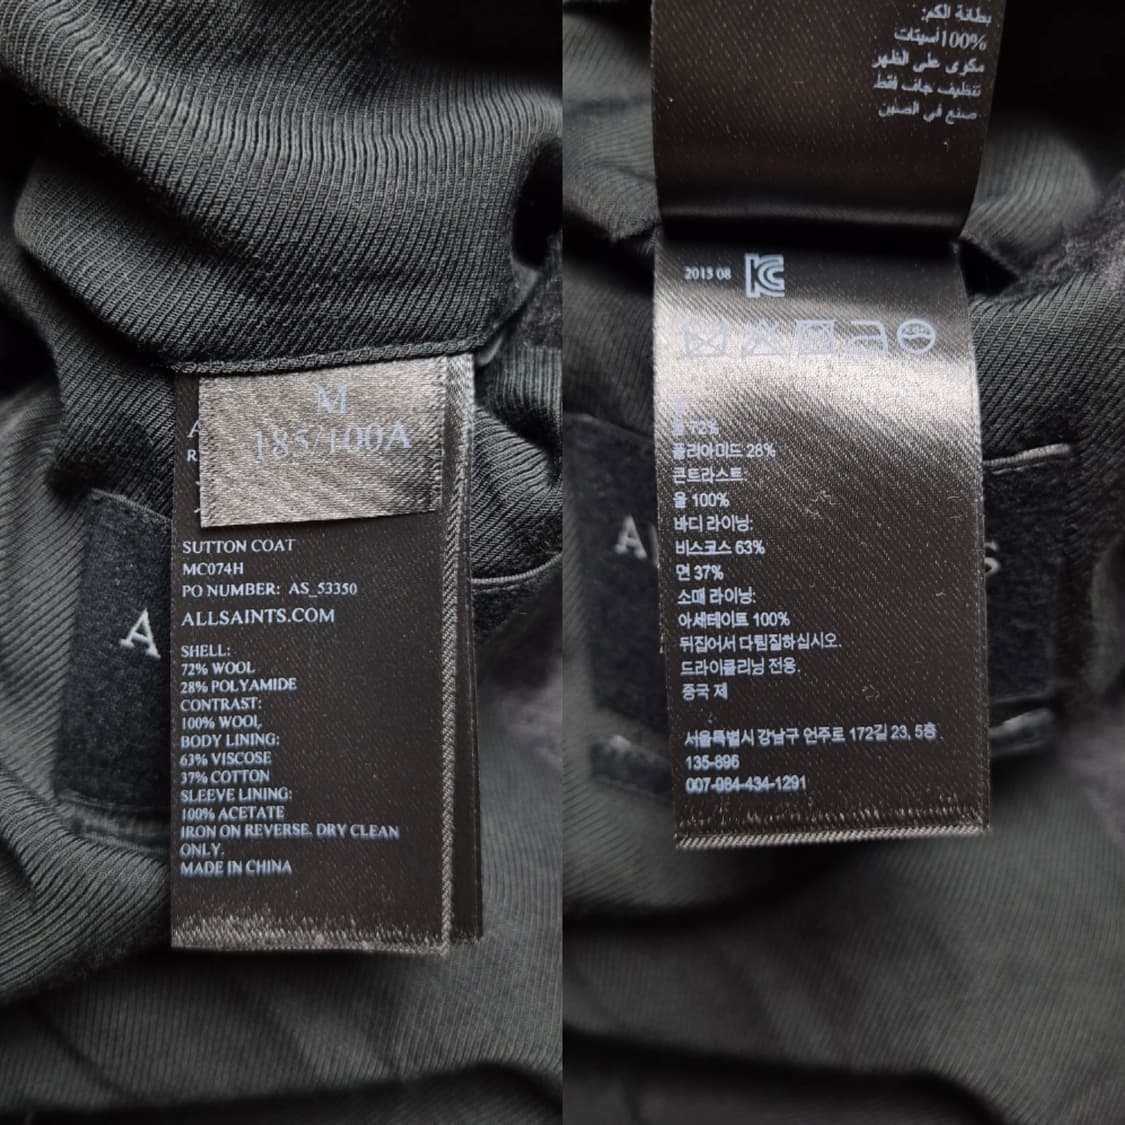 M
185/100A
A
R
SUTTON COAT
MC074H
PO NUMBER: AS_53350
ALLSAINTS.COM
SHELL:
72% WOOL
28% POLYAMIDE
CONTRAST:
100% WOOL,
BODY LINING:
63% VISCOSE
37% COTTON
SLEEVE LINING:
100% ACETATE
IRON ON REVERSE. DRY CLEAN
ONLY.
MADE IN CHINA
A
بطانة الكم:
100%أسيتات
مكوى على الظهر
تنظيف جاف فقط
صنع في الصين
2015 08
72%
폴리아미드 28%
콘트라스트
울 100%
바디 라이닝:
비스코스 63%
면 37%
소매 라이닝:
아세테이트 100%
뒤집어서 다림질하십시오.
드라이클리닝 전용.
중국 제
서울특별시 강남구 언주로 172길 23, 5층
135-896
007-984-434-1291
A
S